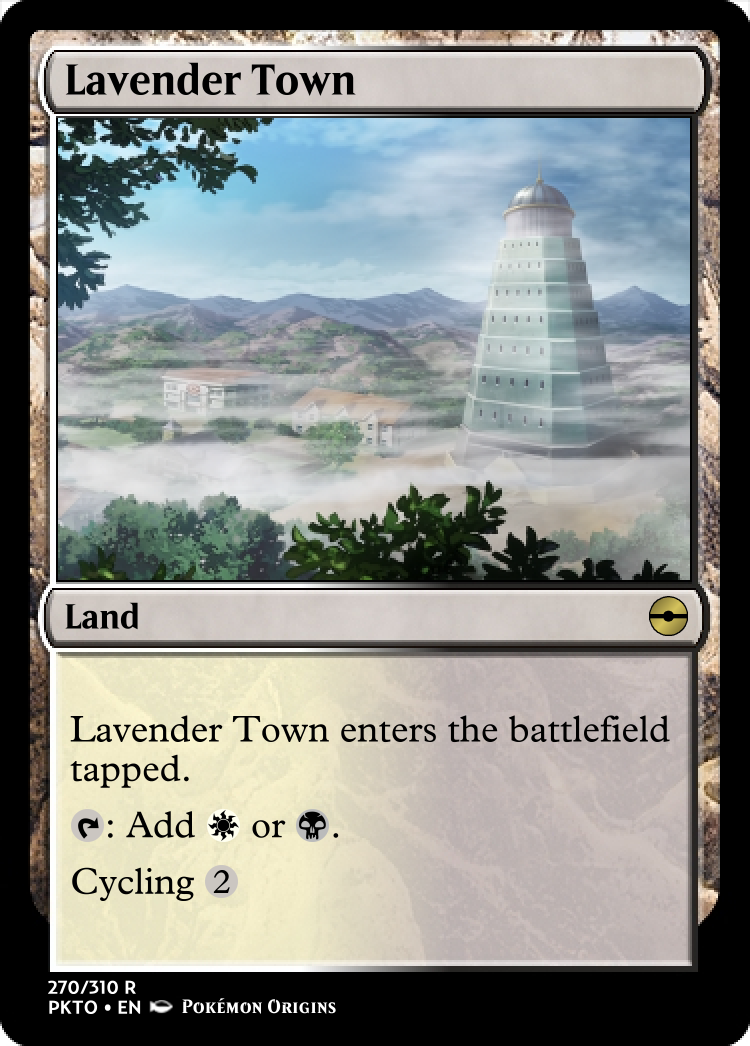 Lavender Town
Land
Lavender Town enters the battlefield
tapped.
: Add or .
Cycling 2
270/310 R
PKTO • EN Pokémon Origins